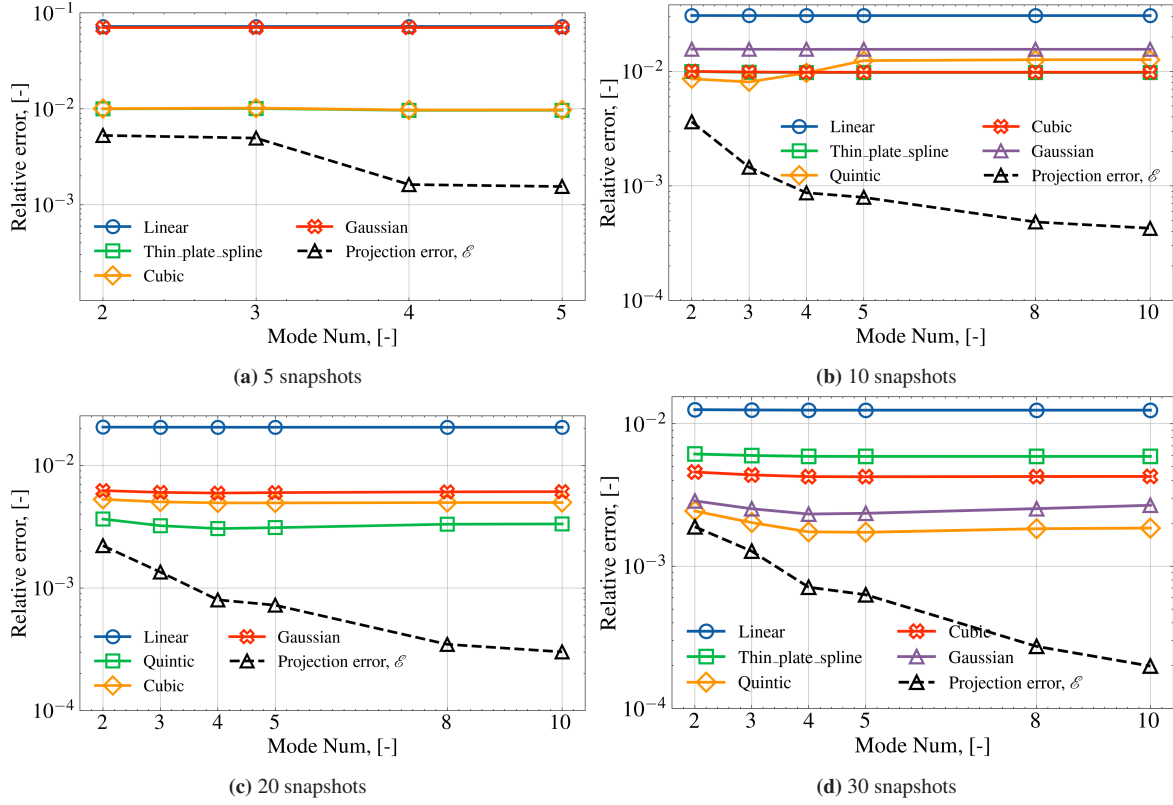 10⁻¹
10⁻²
10⁻³
Relative error, [-]
Linear
Thin_plate_spline
Cubic
Gaussian
Projection error, ℰ
2 3 4 5
Mode Num, [-]
(a) 5 snapshots
10⁻²
10⁻³
10⁻⁴
Relative error, [-]
Linear
Thin_plate_spline
Quintic
Cubic
Gaussian
Projection error, ℰ
2 3 4 5 8 10
Mode Num, [-]
(b) 10 snapshots
10⁻²
10⁻³
10⁻⁴
Relative error, [-]
Linear
Quintic
Cubic
Gaussian
Projection error, ℰ
2 3 4 5 8 10
Mode Num, [-]
(c) 20 snapshots
10⁻²
10⁻³
10⁻⁴
Relative error, [-]
Linear
Thin_plate_spline
Quintic
Cubic
Gaussian
Projection error, ℰ
2 3 4 5 8 10
Mode Num, [-]
(d) 30 snapshots